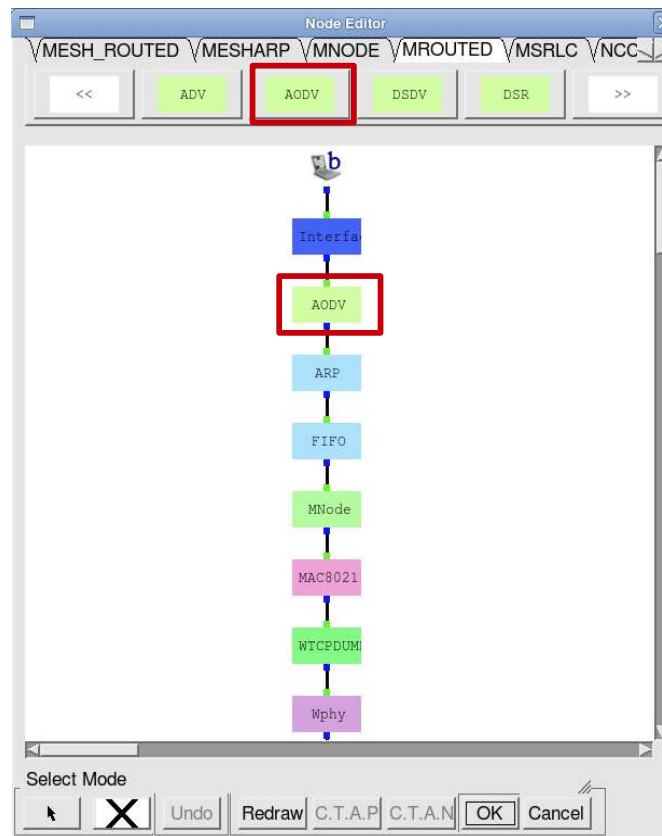 Node Editor
MESH_ROUTED MESHARP MNODE MROUTED MSRLC NCC
<< ADV AODV DSDV DSR >>
b
Interfa
AODV
ARP
FIFO
MNode
MAC8021
WTCPDUM
Wphy
Select Mode
X Undo Redraw C.T.A.P C.T.A.N OK Cancel